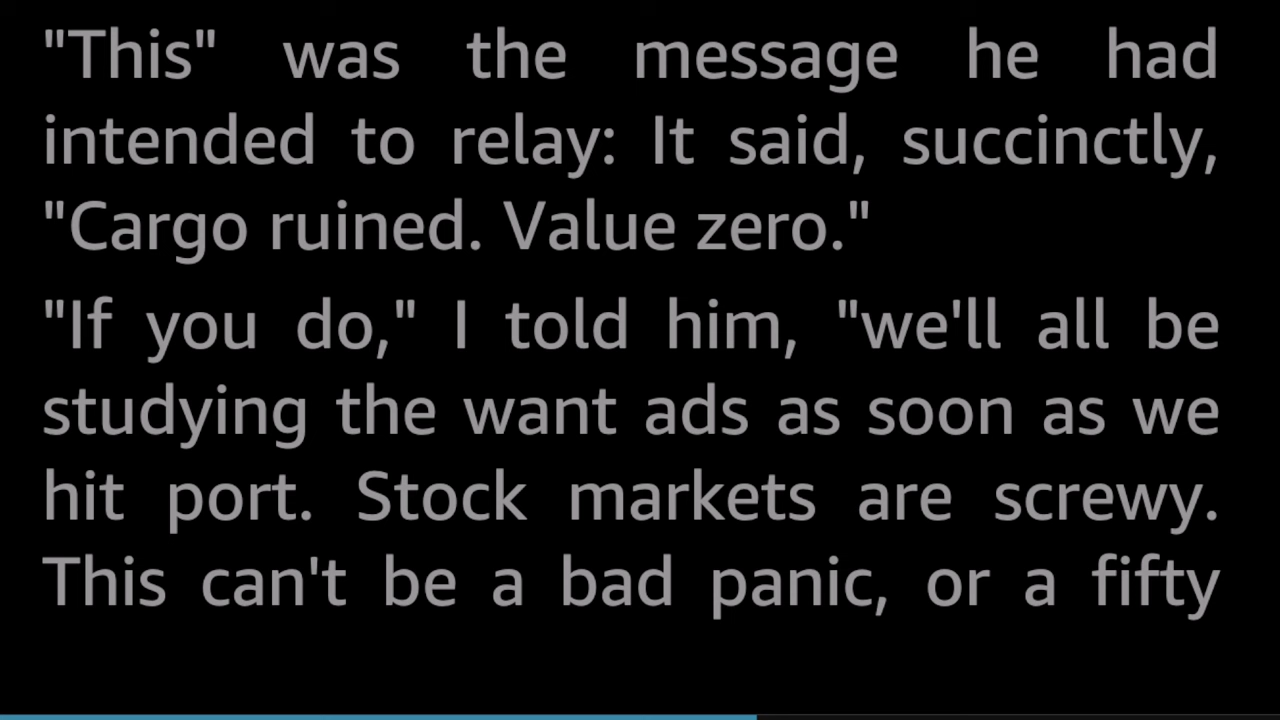 "This" was the message he had
intended to relay: It said, succinctly,
"Cargo ruined. Value zero."
"If you do," I told him, "we'll all be
studying the want ads as soon as we
hit port. Stock markets are screwy.
This can't be a bad panic, or a fifty